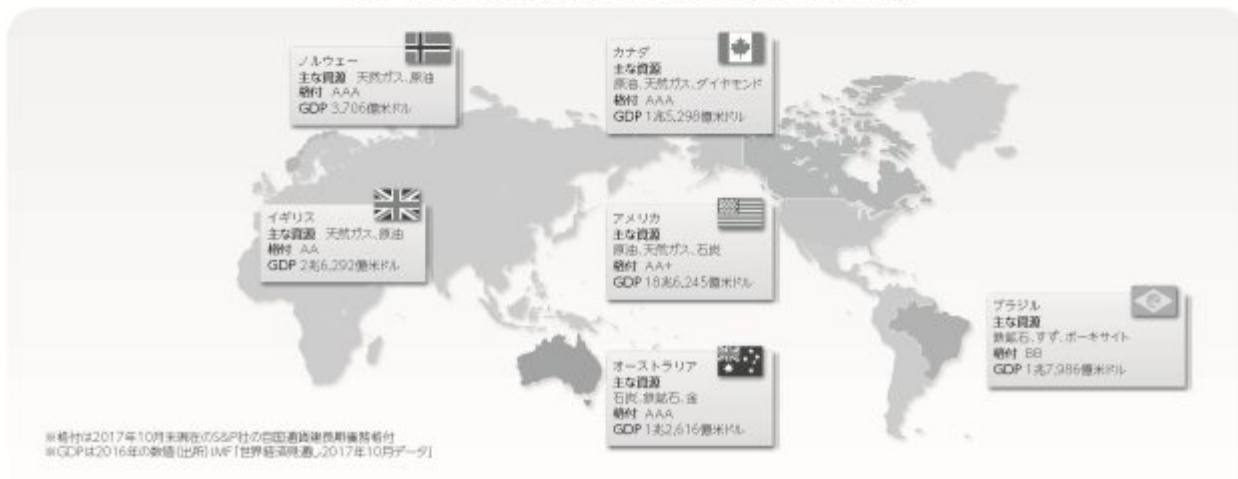 ノルウェー
主な資源 天然ガス、原油
格付 AAA
GDP 3,706億米ドル
カナダ
主な資源
原油、天然ガス、ダイヤモンド
格付 AAA
GDP 1兆5,298億米ドル
イギリス
主な資源 天然ガス、原油
格付 AA
GDP 2兆6,292億米ドル
アメリカ
主な資源
原油、天然ガス、石炭
格付 AA+
GDP 18兆6,245億米ドル
ブラジル
主な資源
鉄鉱石、すず、ボーキサイト
格付 BB
GDP 1兆7,986億米ドル
オーストラリア
主な資源
石炭、鉄鉱石、金
格付 AAA
GDP 1兆2,616億米ドル
※格付は2017年10月末現在のS&P社の自国通貨建長期債務格付
※GDPは2016年の数値(出所)IMF「世界経済見通し2017年10月データ」